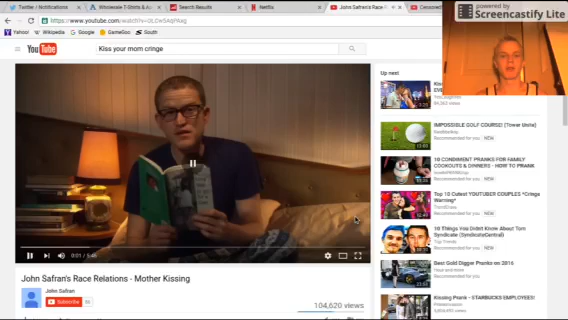 Twitter / Notifications
Wholesale T-Shirts & A
Search Results
Netflix
John Safran's Race R
Censored
powered by
Screencastify Lite
https://www.youtube.com/watch?v=
Yahoo!
Wikipedia
Google
GameGoo
South
YouTube
Kiss your mom cringe
Up next
IMPOSSIBLE GOLF COURSE! (Tower Unite)
Recommended for you NEW
10 CONDIMENT PRANKS FOR FAMILY
COOKOUTS & DINNERS - HOW TO PRANK
Recommended for you NEW
Top 10 Cutest YOUTUBER COUPLES *Cringe
Warning*
Recommended for you NEW
10 Things You Didn't Know About Tom
Syndicate (SyndicateCentral)
Top Trends
Recommended for you NEW
Best Gold Digger Pranks on 2016
Recommended for you
Kissing Prank - STARBUCKS EMPLOYEES!
0:01 / 5:46
John Safran's Race Relations - Mother Kissing
John Safran
Subscribe
104,620 views